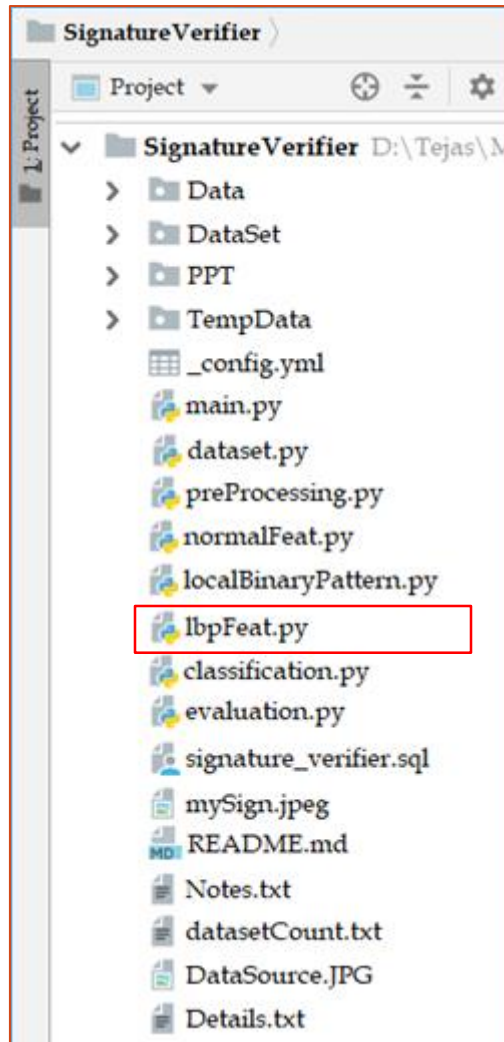 SignatureVerifier
1: Project
Project
SignatureVerifier D:\Tejas\M
Data
DataSet
PPT
TempData
_config.yml
main.py
dataset.py
preProcessing.py
normalFeat.py
localBinaryPattern.py
lbpFeat.py
classification.py
evaluation.py
signature_verifier.sql
mySign.jpeg
MD README.md
Notes.txt
datasetCount.txt
DataSource.JPG
Details.txt